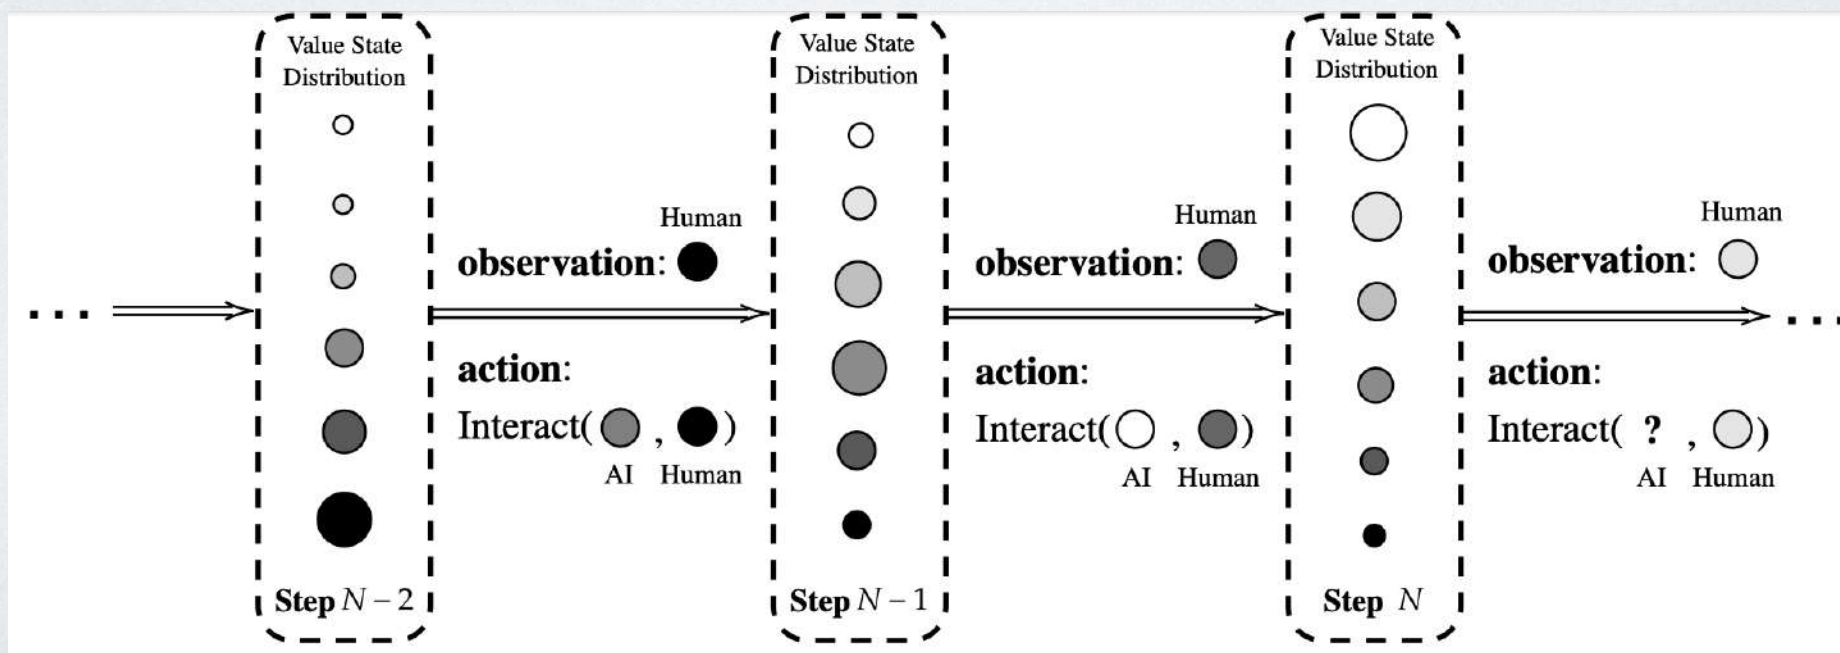 Value State
Distribution
Step N – 2
Human
observation:
action:
Interact( , )
AI Human
Value State
Distribution
Step N – 1
Human
observation:
action:
Interact( , )
AI Human
Value State
Distribution
Step N
Human
observation:
action:
Interact( ? , )
AI Human
...
...